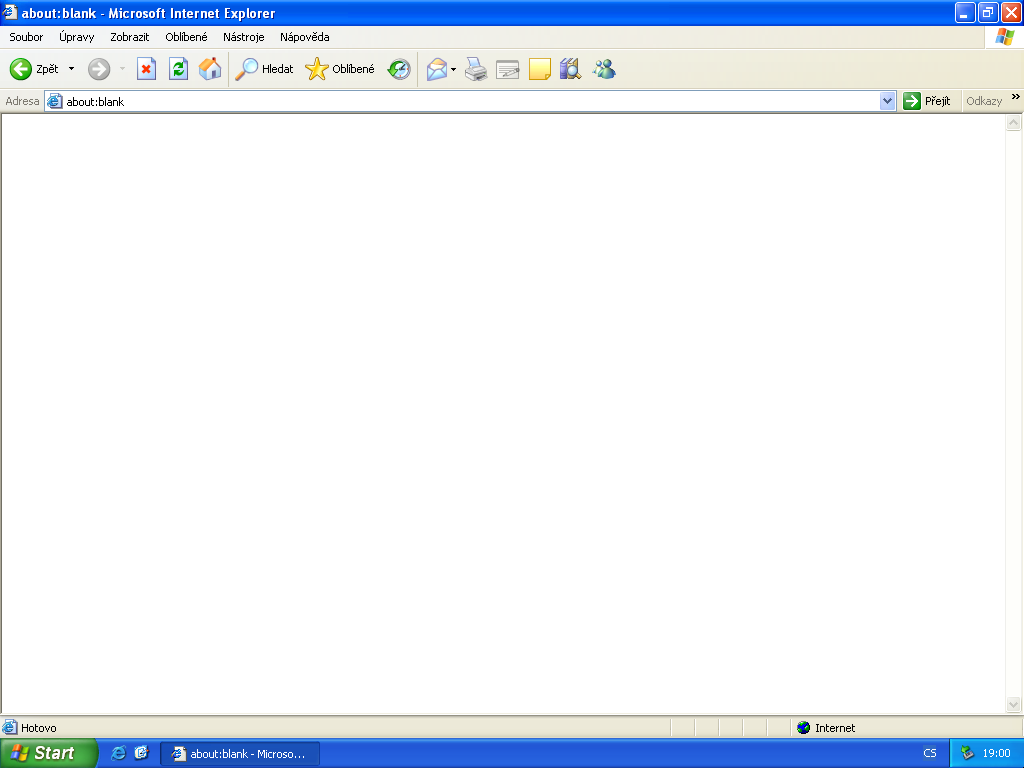 about:blank - Microsoft Internet Explorer
Soubor Úpravy Zobrazit Oblíbené Nástroje Nápověda
Zpět Hledat Oblíbené
Adresa about:blank Přejít Odkazy »
Hotovo Internet
Start about:blank - Microso... CS 19:00